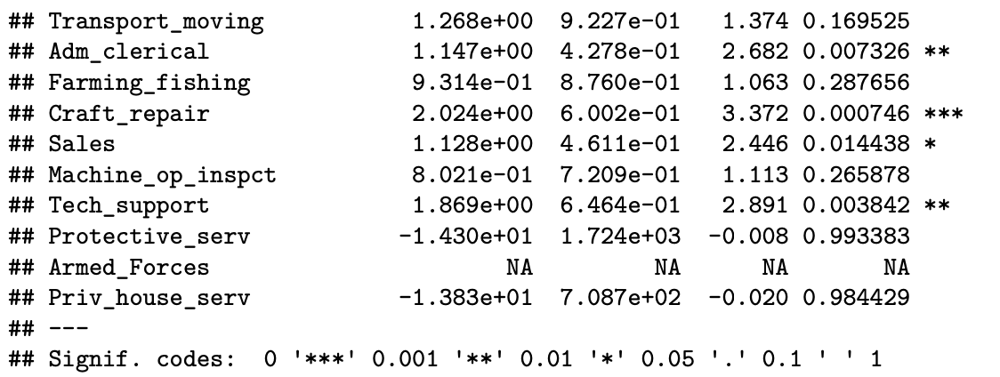 ## Transport_moving 1.268e+00 9.227e-01 1.374 0.169525
## Adm_clerical 1.147e+00 4.278e-01 2.682 0.007326 **
## Farming_fishing 9.314e-01 8.760e-01 1.063 0.287656
## Craft_repair 2.024e+00 6.002e-01 3.372 0.000746 ***
## Sales 1.128e+00 4.611e-01 2.446 0.014438 *
## Machine_op_inspct 8.021e-01 7.209e-01 1.113 0.265878
## Tech_support 1.869e+00 6.464e-01 2.891 0.003842 **
## Protective_serv -1.430e+01 1.724e+03 -0.008 0.993383
## Armed_Forces NA NA NA NA
## Priv_house_serv -1.383e+01 7.087e+02 -0.020 0.984429
## ---
## Signif. codes: 0 '***' 0.001 '**' 0.01 '*' 0.05 '.' 0.1 ' ' 1